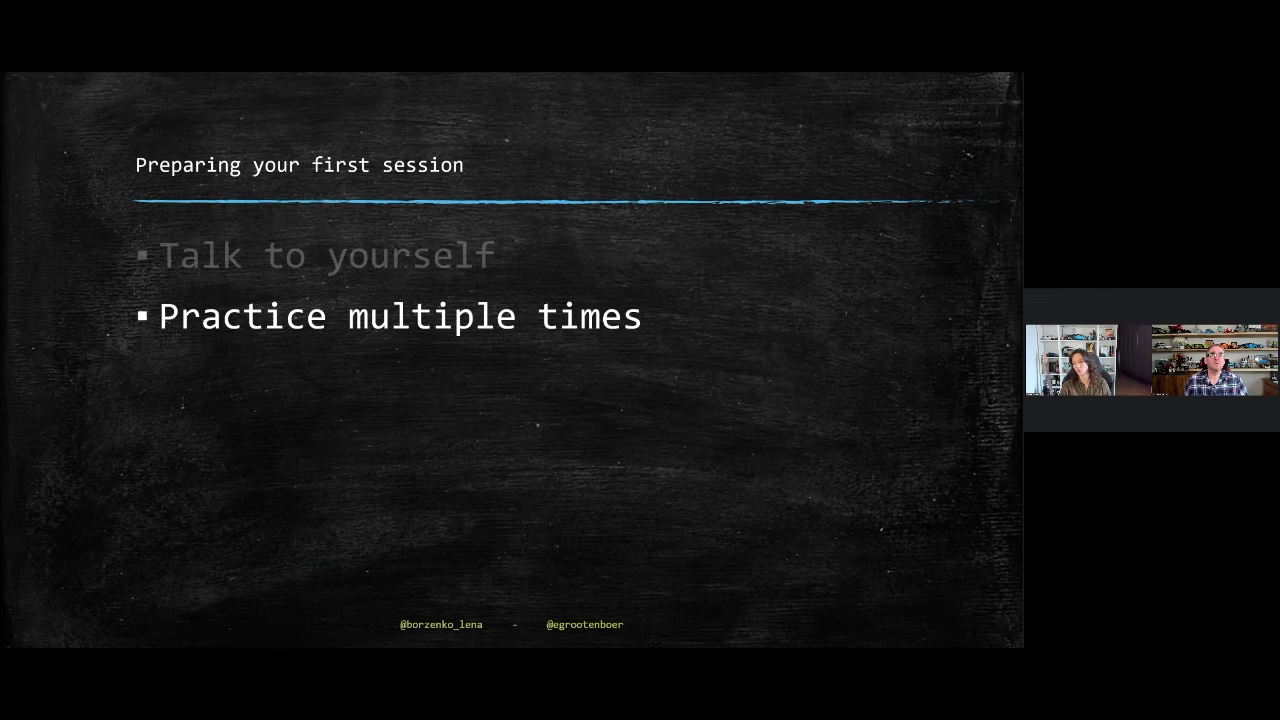 Preparing your first session
▪ Talk to yourself
▪ Practice multiple times
@borzenko_lena - @egrootenboer